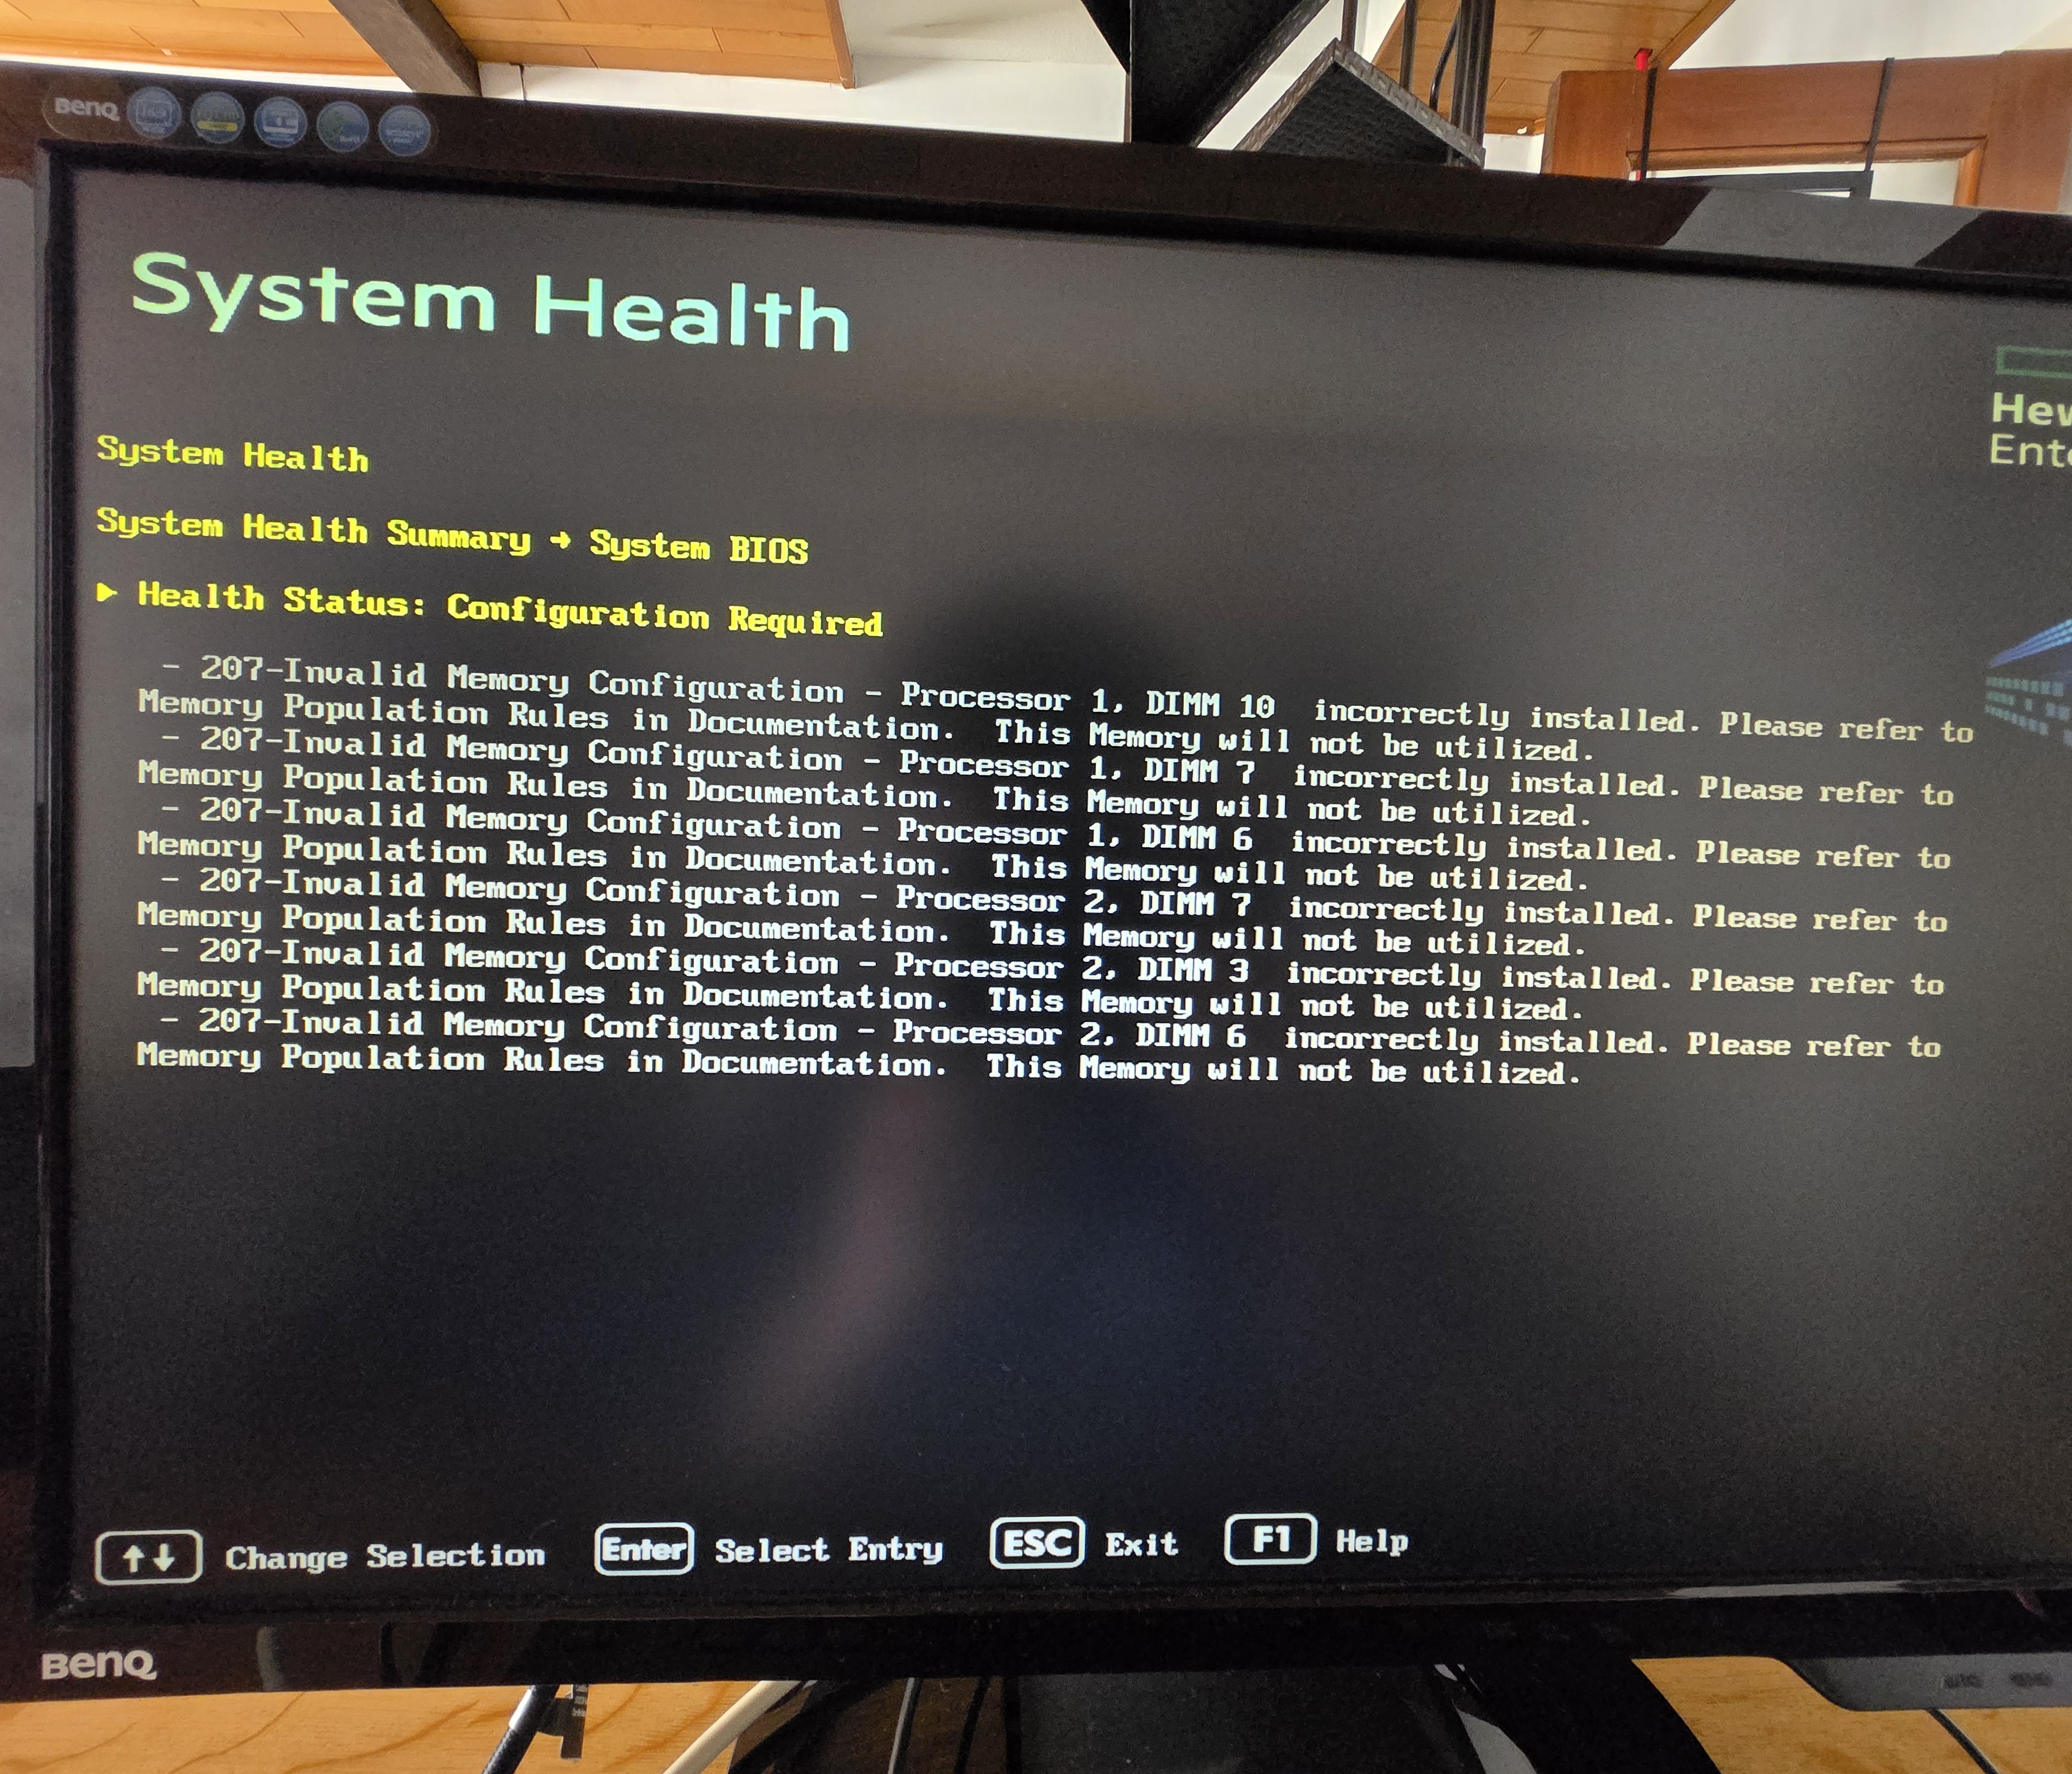 BenQ
System Health
Hew
Ente
System Health
System Health Summary → System BIOS
▶ Health Status: Configuration Required
- 207-Invalid Memory Configuration - Processor 1, DIMM 10  incorrectly installed. Please refer to
Memory Population Rules in Documentation.  This Memory will not be utilized.
- 207-Invalid Memory Configuration - Processor 1, DIMM 7  incorrectly installed. Please refer to
Memory Population Rules in Documentation.  This Memory will not be utilized.
- 207-Invalid Memory Configuration - Processor 1, DIMM 6  incorrectly installed. Please refer to
Memory Population Rules in Documentation.  This Memory will not be utilized.
- 207-Invalid Memory Configuration - Processor 2, DIMM 7  incorrectly installed. Please refer to
Memory Population Rules in Documentation.  This Memory will not be utilized.
- 207-Invalid Memory Configuration - Processor 2, DIMM 3  incorrectly installed. Please refer to
Memory Population Rules in Documentation.  This Memory will not be utilized.
- 207-Invalid Memory Configuration - Processor 2, DIMM 6  incorrectly installed. Please refer to
Memory Population Rules in Documentation.  This Memory will not be utilized.
↑↓ Change Selection Enter Select Entry ESC Exit F1 Help
BenQ